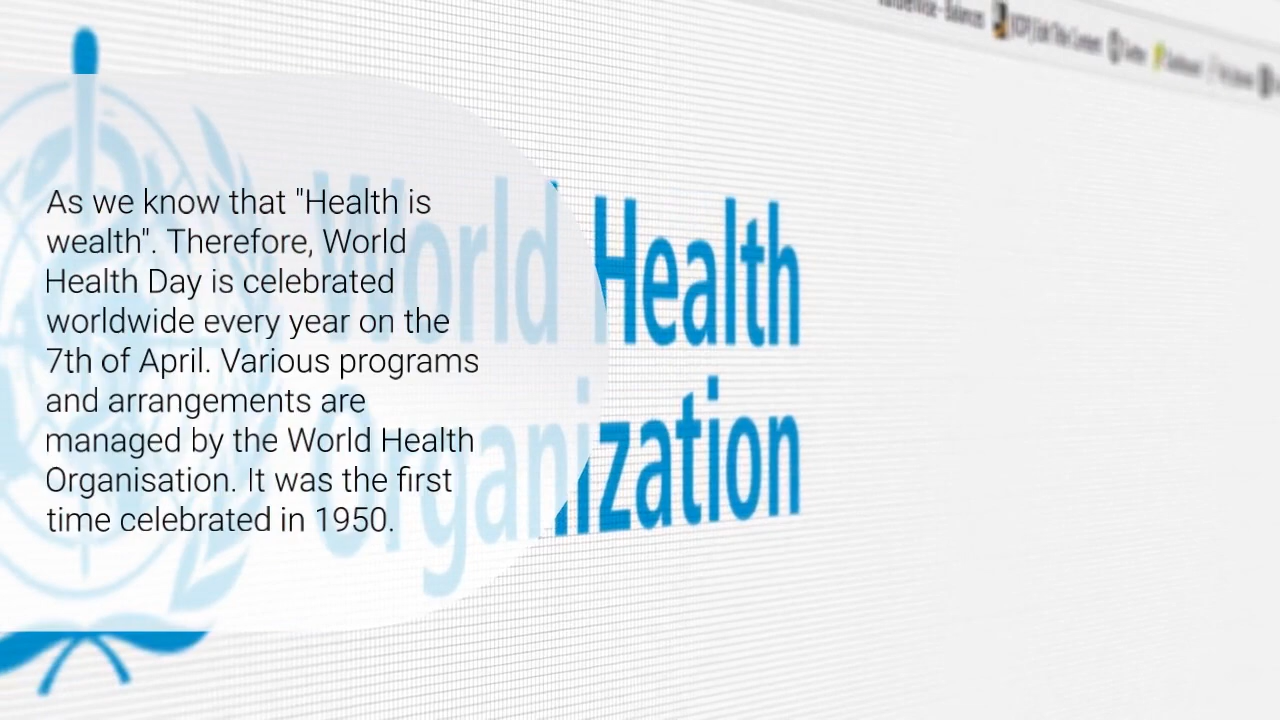 As we know that "Health is
wealth". Therefore, World
Health Day is celebrated
worldwide every year on the
7th of April. Various programs
and arrangements are
managed by the World Health
Organisation. It was the first
time celebrated in 1950.
World Health
Organization